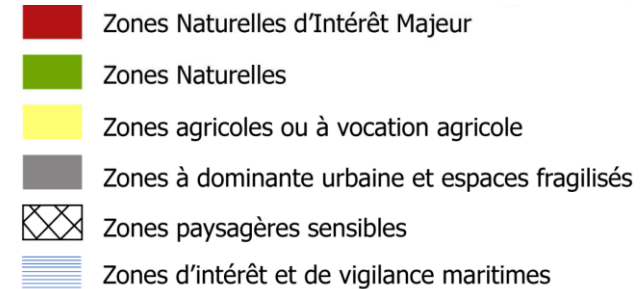 Zones Naturelles d’Intérêt Majeur
Zones Naturelles
Zones agricoles ou à vocation agricole
Zones à dominante urbaine et espaces fragilisés
Zones paysagères sensibles
Zones d’intérêt et de vigilance maritimes